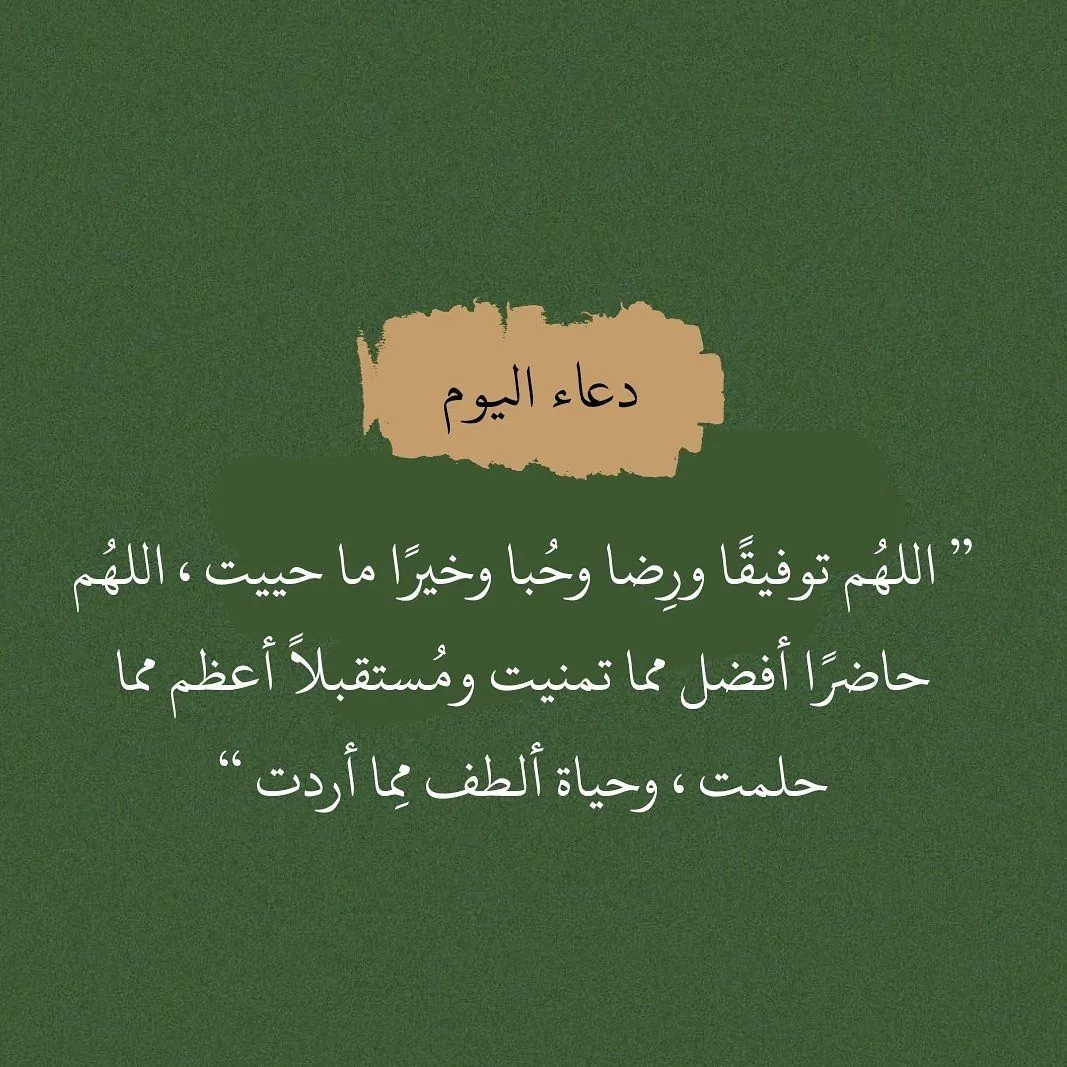 دعاء اليوم
” اللهُم توفيقًا ورِضا وحُبا وخيرًا ما حييت ، اللهُم
حاضرًا أفضل مما تمنيت ومُستقبلاً أعظم مما
حلمت ، وحياة ألطف مِما أردت “